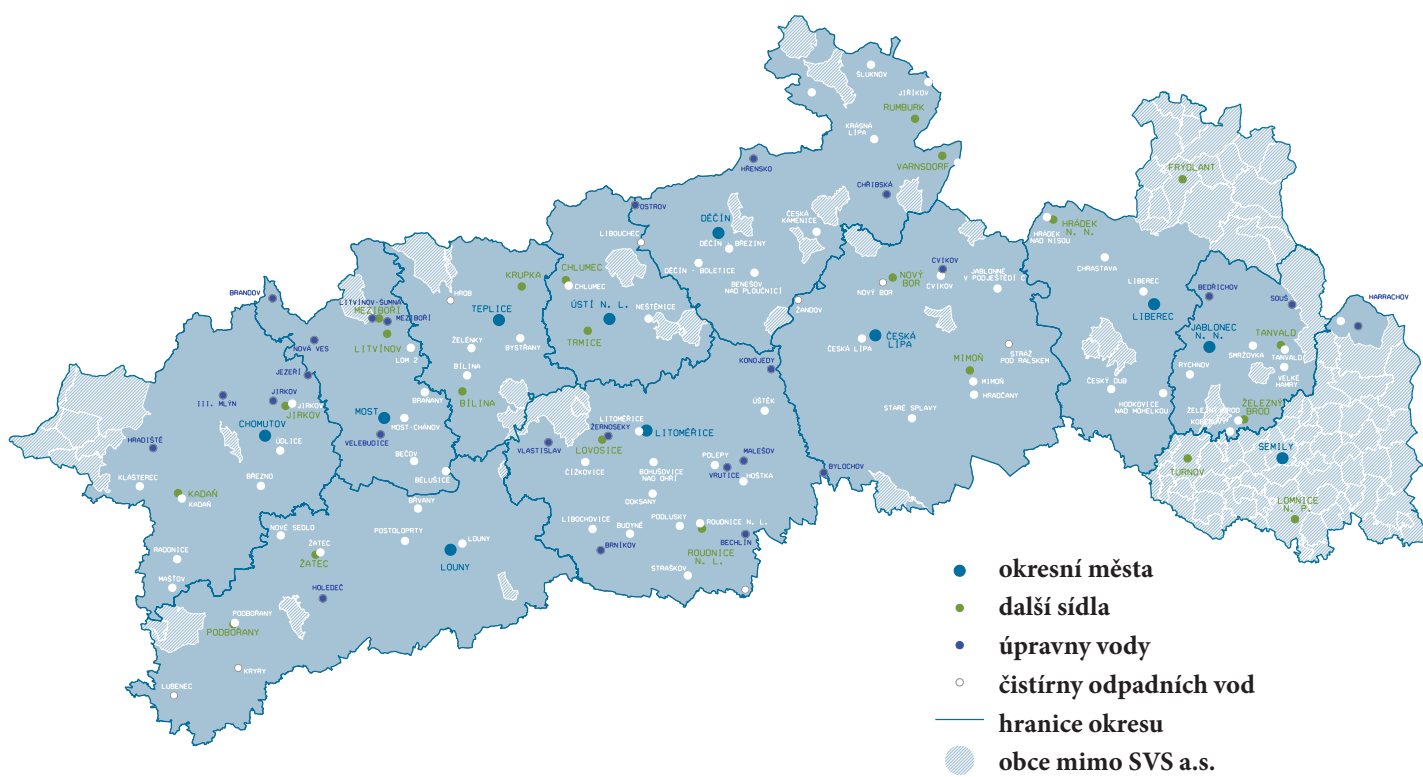 ŠLUKNOV
JIŘÍKOV
RUMBURK
KRÁSNÁ
LÍPA
VARNSDORF
HŘENSKO
CHŘIBSKÁ
FRÝDLANT
OSTROV
DĚČÍN
ČESKÁ
KAMENICE
DĚČÍN - BŘEZINY
LIBOUCHEC
DĚČÍN - BOLETICE
BENEŠOV
NAD PLOUČNICÍ
HRÁDEK
N. N.
HRÁDEK
NAD NISOU
CHRASTAVA
CVIKOV
CVIKOV
JABLONNÉ
V PODJEŠTĚDÍ
NOVÝ
BOR
NOVÝ BOR
LIBEREC
LIBEREC
BEDŘICHOV
SOUŠ
HARRACHOV
KRUPKA
CHLUMEC
CHLUMEC
HROB
BRANDOV
LITVÍNOV-ŠUMNÁ
MEZIBOŘÍ
MEZIBOŘÍ
TEPLICE
ÚSTÍ N. L.
NEŠTĚMICE
ŽANDOV
LITVÍNOV
NOVÁ VES
TRMICE
BYSTŘANY
ŽELÉNKY
LOM 2
ČESKÁ LÍPA
ČESKÁ
LÍPA
STRÁŽ
POD RALSKEM
JABLONEC
N. N.
TANVALD
SMRŽOVKA
TANVALD
VELKÉ
HAMRY
RYCHNOV
KONOJEDY
MIMOŇ
MIMOŇ
JEZEŘÍ
BÍLINA
BÍLINA
BRAŇANY
III. MLÝN
JIRKOV
JIRKOV
JIRKOV
ČESKÝ DUB
HODKOVICE
NAD MOHELKOU
HRADČANY
STARÉ SPLAVY
ŽELEZNÝ
BROD
ŽELEZNÝ BROD
KOBEROVY
ÚŠTĚK
MOST
MOST-CHANOV
VELEBUDICE
CHOMUTOV
HRADIŠTĚ
ÚDLICE
LITOMĚŘICE
LITOMĚŘICE
ŽERNOSEKY
LOVOSICE
VLASTISLAV
ČÍŽKOVICE
BOHUŠOVICE
NAD OHŘÍ
POLEPY
MALEŠOV
VRUTICE
HOŠTKA
BYLOCHOV
SEMILY
TURNOV
LOMNICE
N. P.
BEČOV
BĚLUŠICE
KLÁŠTEREC
KADAŇ
KADAŇ
BŘEZNO
BŘVANY
DOKSANY
NOVÉ SEDLO
POSTOLOPRTY
LIBOCHOVICE
BUDYNĚ
PODLUSKY
ROUDNICE N. L.
ROUDNICE
N. L.
BECHLÍN
LOUNY
LOUNY
ŽATEC
ŽATEC
BRNÍKOV
STRAŠKOV
RADONICE
MAŠŤOV
HOLEDEČ
PODBOŘANY
PODBOŘANY
KRYRY
LUBENEC
okresní města
další sídla
úpravny vody
čistírny odpadních vod
hranice okresu
obce mimo SVS a.s.